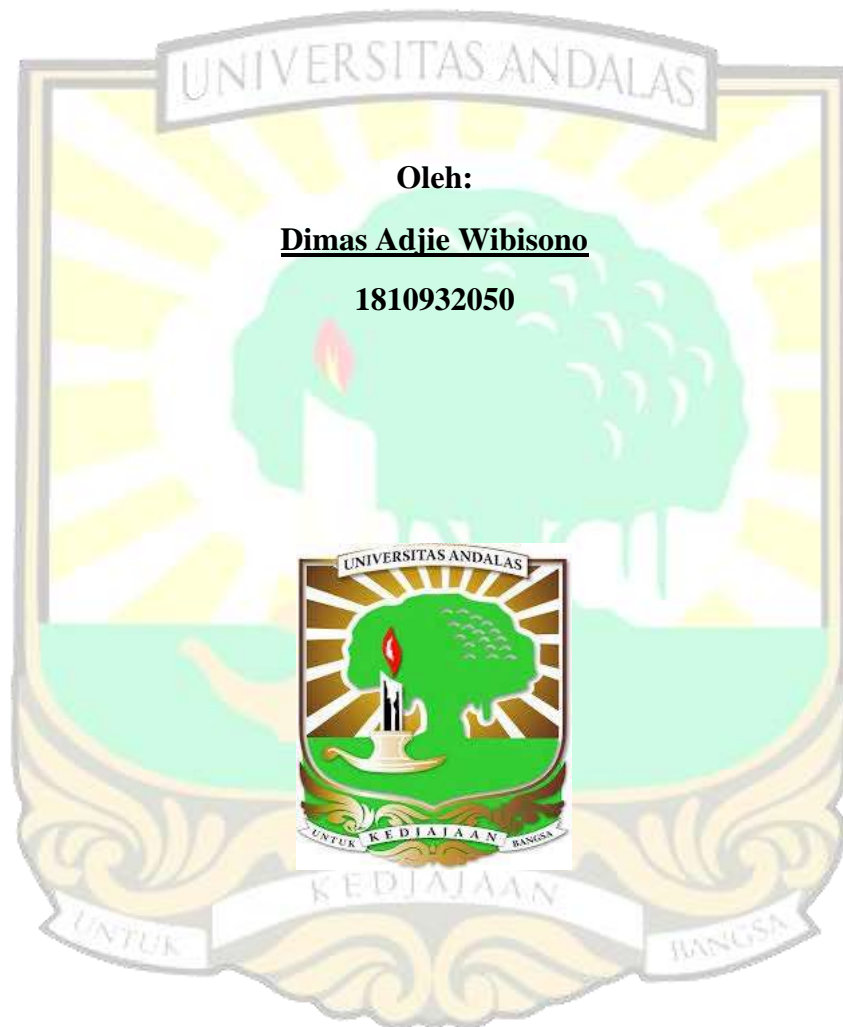 UNIVERSITAS ANDALAS
Oleh:
Dimas Adjie Wibisono
1810932050
UNIVERSITAS ANDALAS
UNTUK KEDJAJAAN BANGSA
UNTUK KEDJAJAAN BANGSA